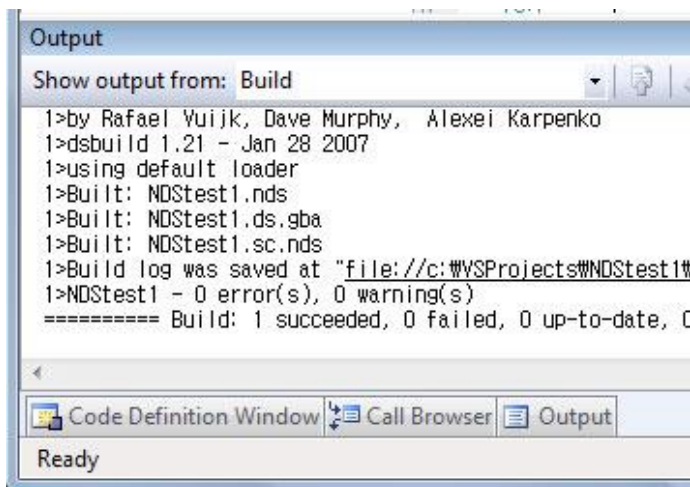 Output
Show output from: Build
1>by Rafael Vuijk, Dave Murphy,  Alexei Karpenko
1>dsbuild 1.21 - Jan 28 2007
1>using default loader
1>Built: NDStest1.nds
1>Built: NDStest1.ds.gba
1>Built: NDStest1.sc.nds
1>Build log was saved at "file://c:₩VSProjects₩NDStest1₩
1>NDStest1 - 0 error(s), 0 warning(s)
========== Build: 1 succeeded, 0 failed, 0 up-to-date, 0
Code Definition Window Call Browser Output
Ready